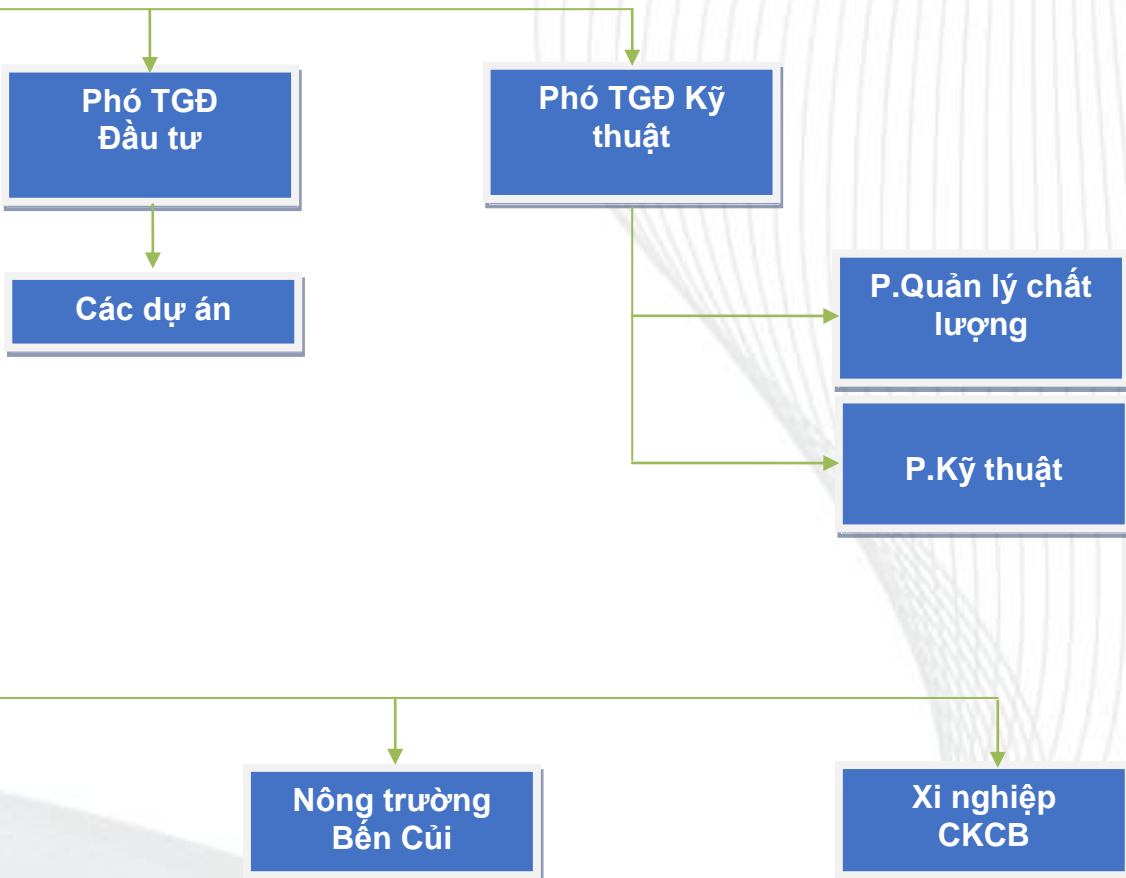 Phó TGĐ
Đầu tư
Phó TGĐ Kỹ
thuật
Các dự án
P.Quản lý chất
lượng
P.Kỹ thuật
Nông trường
Bến Củi
Xi nghiệp
CKCB